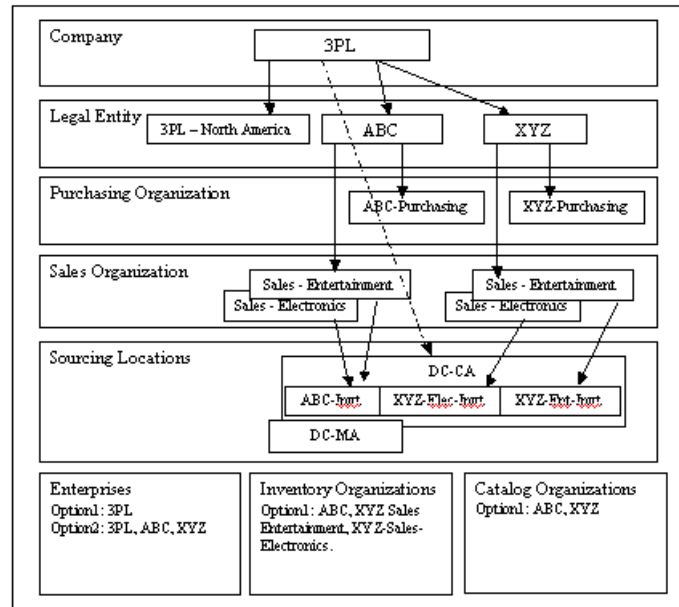 Company
3PL
Legal Entity
3PL – North America
ABC
XYZ
Purchasing Organization
ABC-Purchasing
XYZ-Purchasing
Sales Organization
Sales - Entertainment
Sales - Electronics
Sales - Entertainment
Sales - Electronics
Sourcing Locations
DC-CA
ABC-Invt.
XYZ-Elec-Invt
XYZ-Ent-Invt
DC-MA
Enterprises
Option1: 3PL
Option2: 3PL, ABC, XYZ
Inventory Organizations
Option1: ABC, XYZ Sales
Entertainment, XYZ-Sales-
Electronics.
Catalog Organizations
Option1: ABC, XYZ